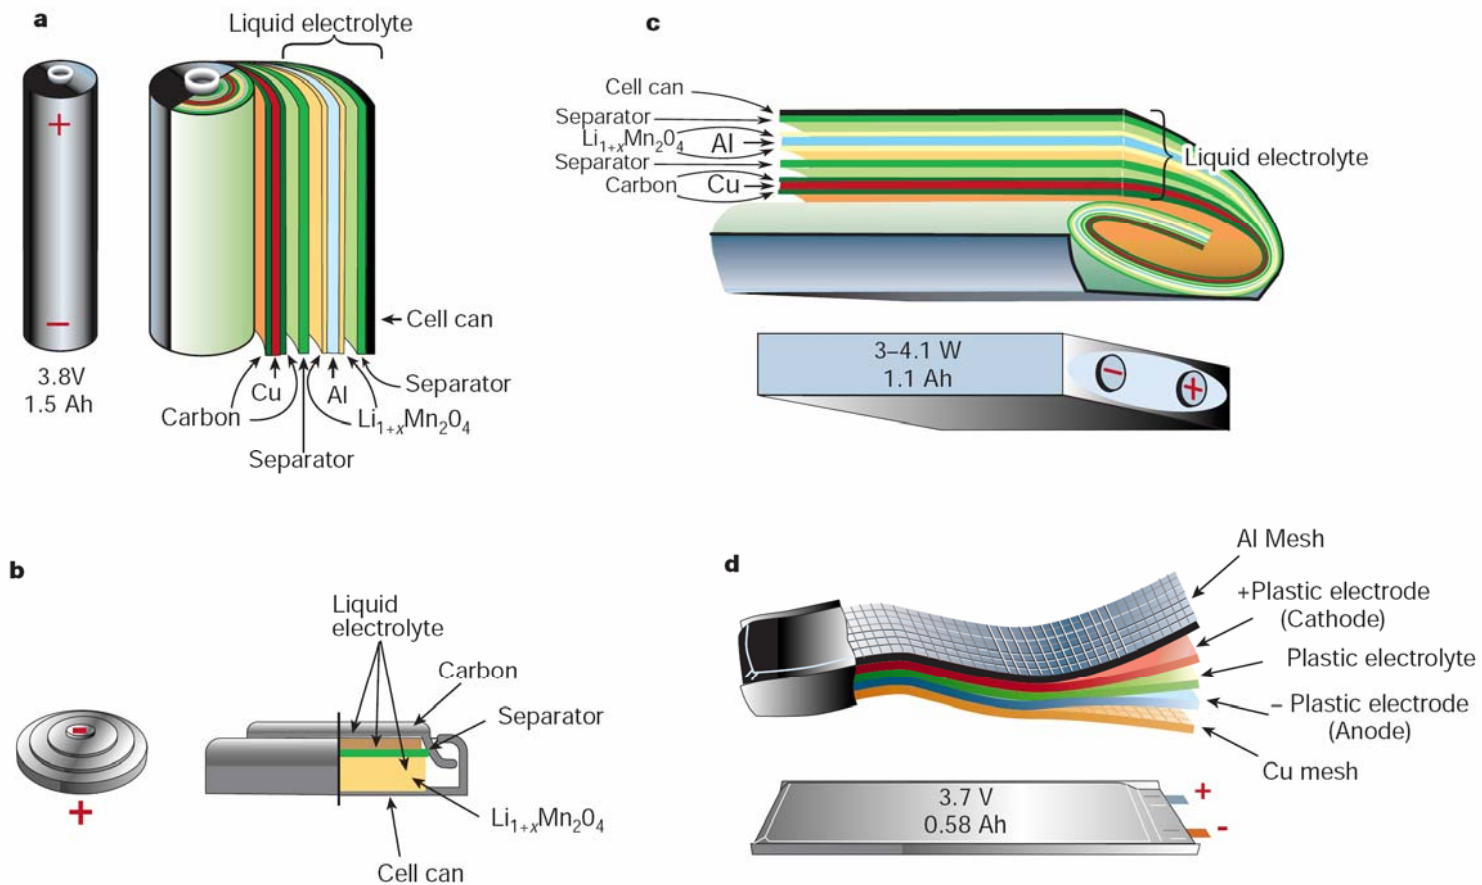 a
Liquid electrolyte
+
−
3.8V
1.5 Ah
Cell can
Cu
Al
Separator
Carbon
Li1+xMn2O4
Separator
c
Cell can
Separator
Li1+xMn2O4
Al
Separator
Carbon
Cu
Liquid electrolyte
3–4.1 W
1.1 Ah
−
+
b
Liquid
electrolyte
Carbon
Separator
−
+
Li1+xMn2O4
Cell can
d
Al Mesh
+Plastic electrode
(Cathode)
Plastic electrolyte
– Plastic electrode
(Anode)
Cu mesh
3.7 V
0.58 Ah
+
-